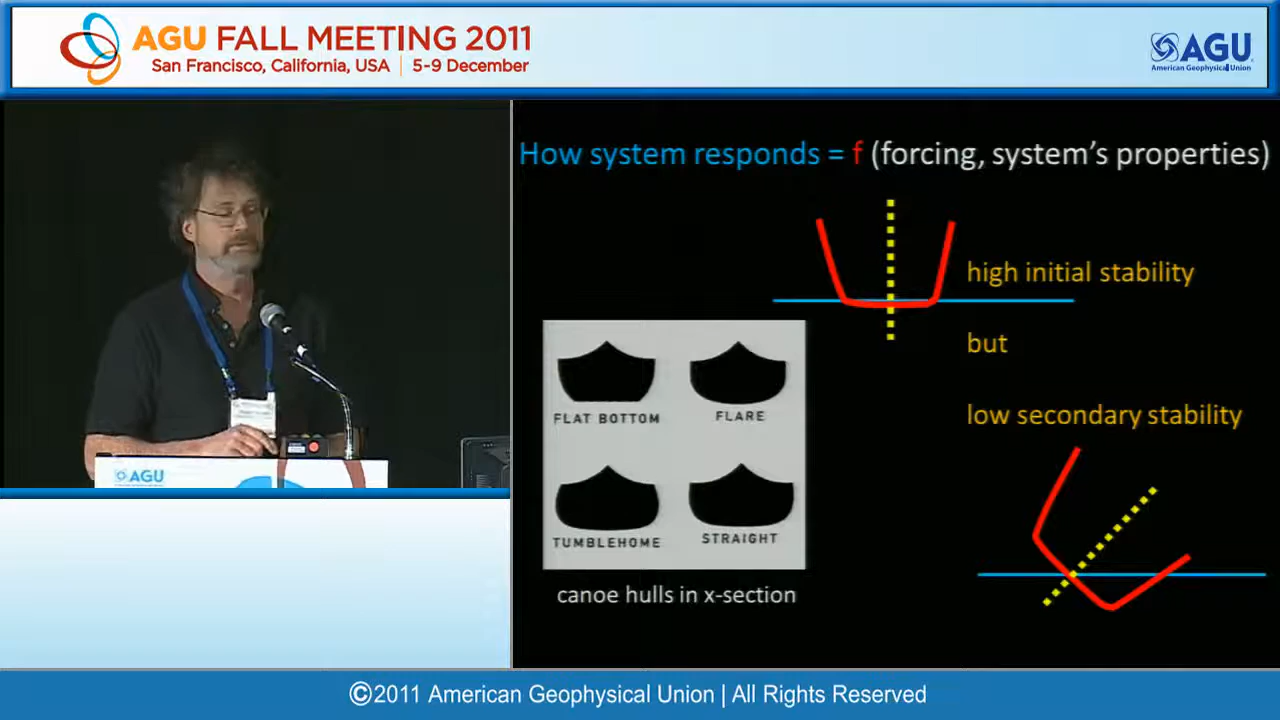 AGU FALL MEETING 2011
San Francisco, California, USA | 5-9 December
AGU
American Geophysical Union
How system responds = f (forcing, system's properties)
high initial stability
but
low secondary stability
FLAT BOTTOM
FLARE
TUMBLEHOME
STRAIGHT
canoe hulls in x-section
AGU
©2011 American Geophysical Union | All Rights Reserved